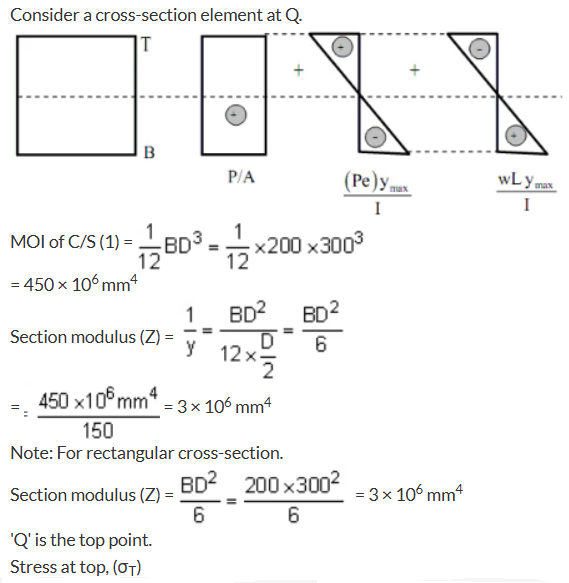 Consider a cross-section element at Q.
T
+ +
B
P/A (Pe)y_max / I wL y_max / I
MOI of C/S (1) = 1/12 BD³ = 1/12 ×200 ×300³
= 450 × 10⁶ mm⁴
Section modulus (Z) = 1/y = BD² / (12× D/2) = BD²/6
=.: 450 ×10⁶ mm⁴ / 150 = 3 × 10⁶ mm⁴
Note: For rectangular cross-section.
Section modulus (Z) = BD²/6 = 200 ×300²/6 = 3 × 10⁶ mm⁴
'Q' is the top point.
Stress at top, (σ_T)